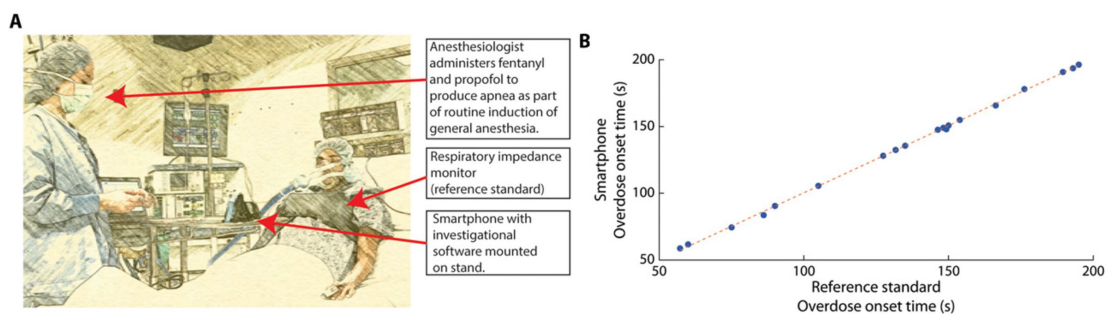 A
Anesthesiologist
administers fentanyl
and propofol to
produce apnea as part
of routine induction of
general anesthesia.
Respiratory impedance
monitor
(reference standard)
Smartphone with
investigational
software mounted
on stand.
B
Smartphone
Overdose onset time (s)
200
150
100
50
50
100
150
200
Reference standard
Overdose onset time (s)